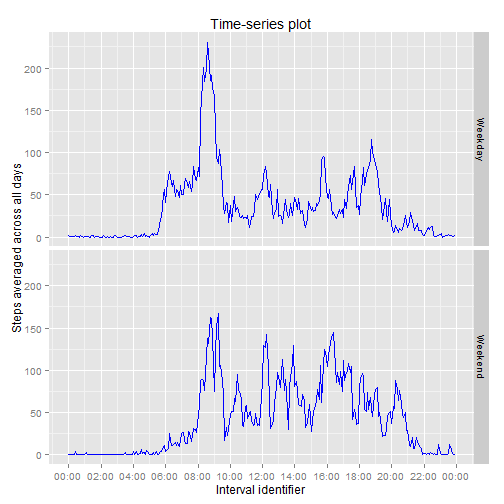 Time-series plot
Steps averaged across all days
200
150
100
50
0
Weekday
200
150
100
50
0
Weekend
00:00 02:00 04:00 06:00 08:00 10:00 12:00 14:00 16:00 18:00 20:00 22:00 00:00
Interval identifier